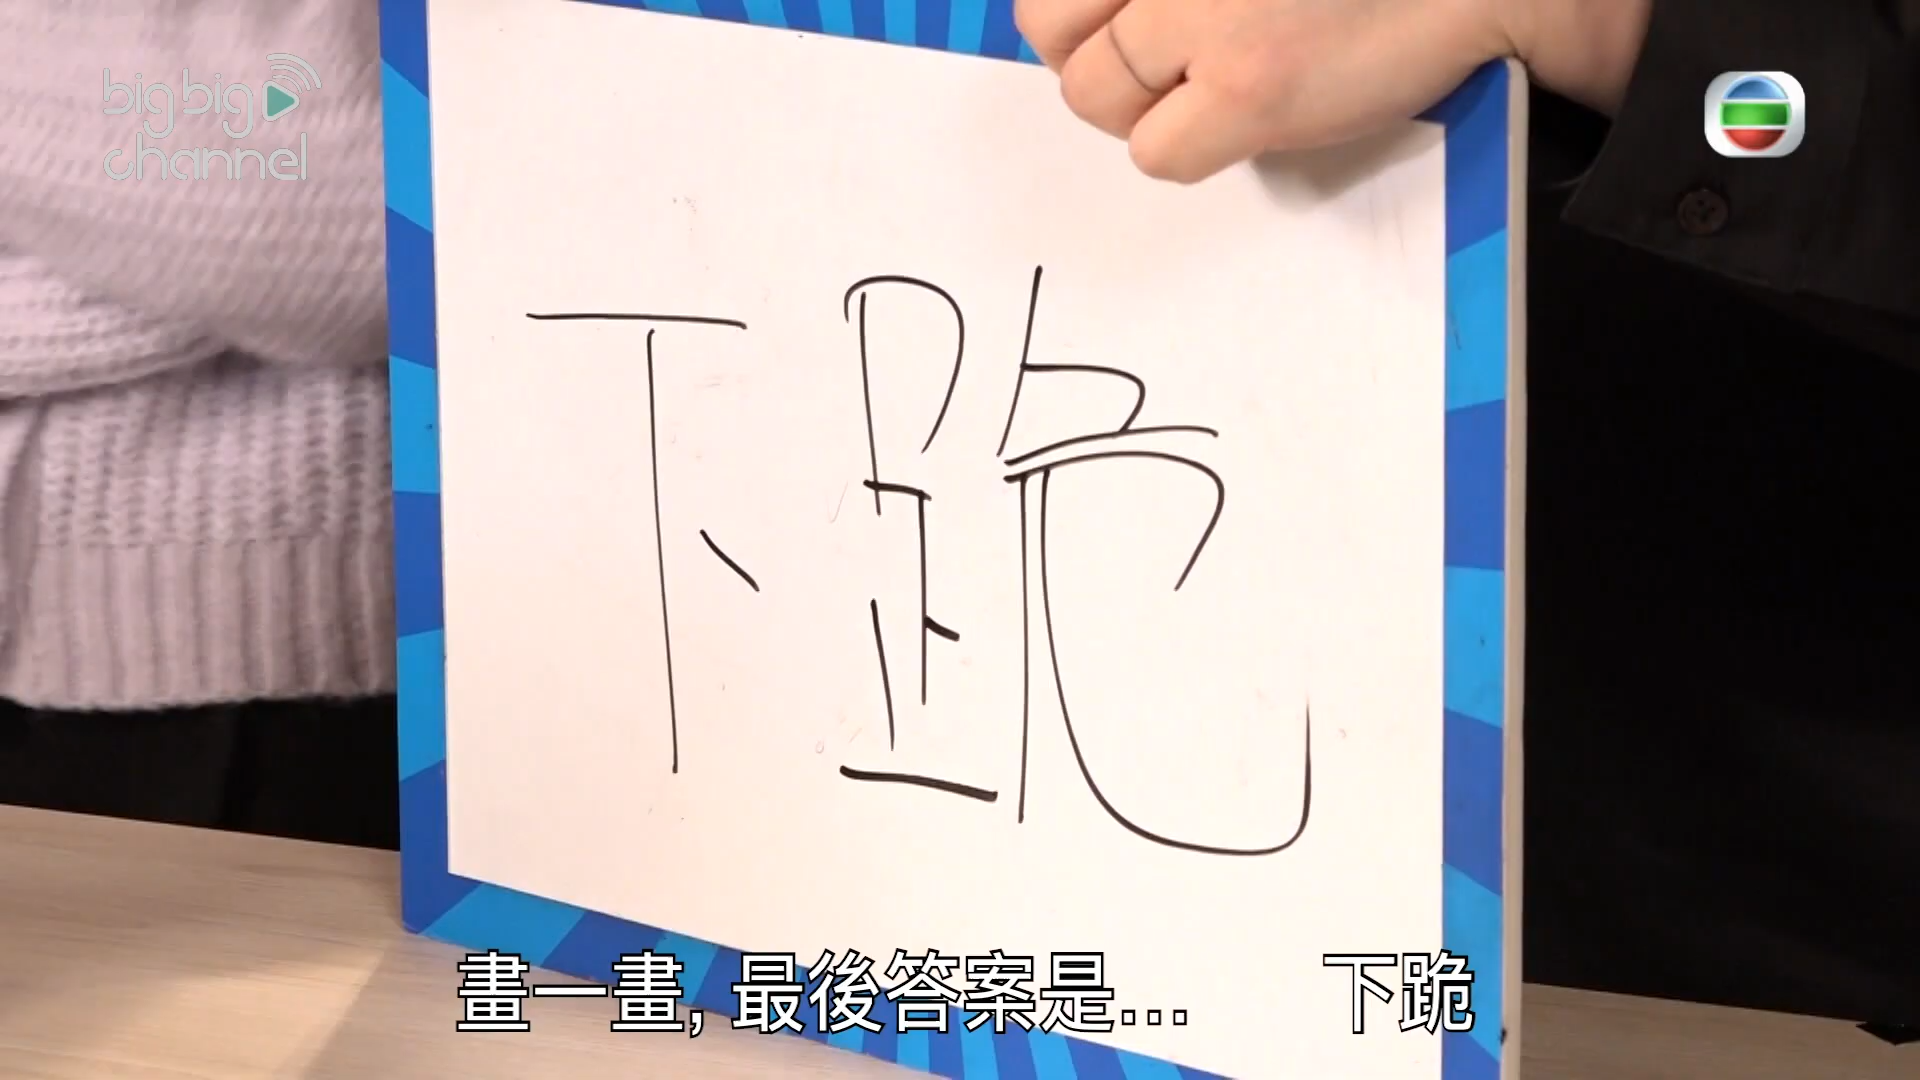 big big
channel
下跪
畫一畫, 最後答案是... 下跪